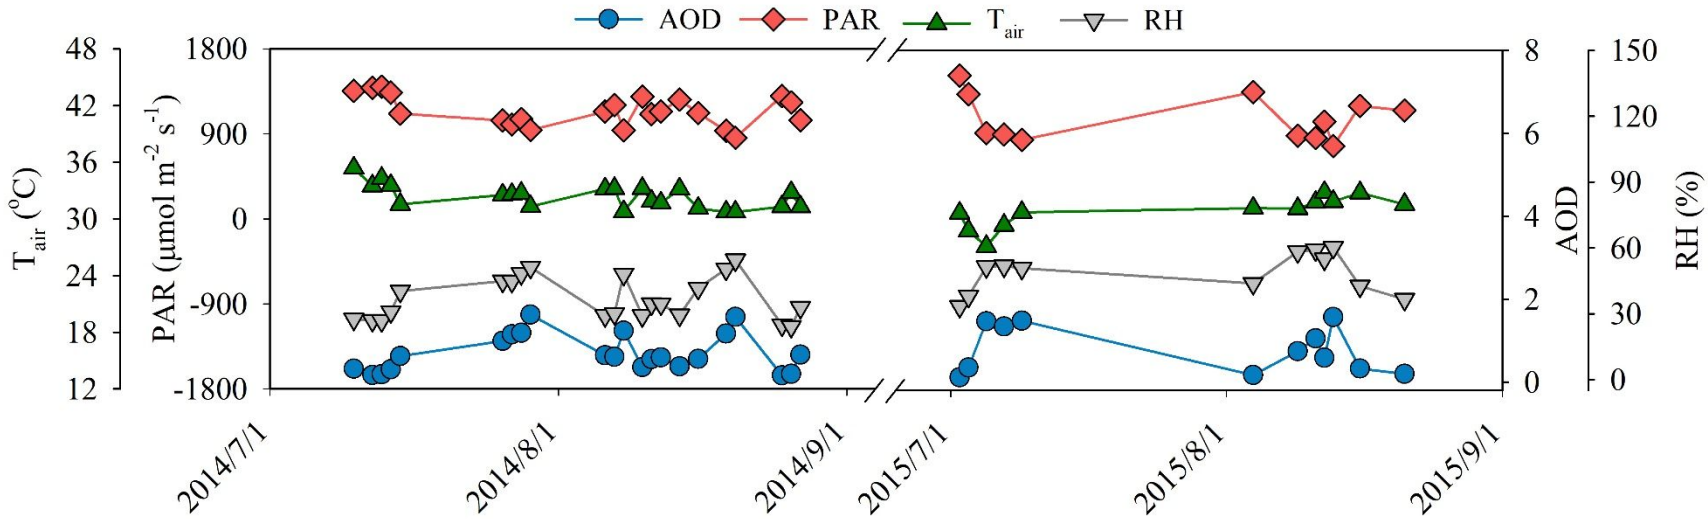 AOD PAR T_air RH
48 1800 8 150
42 900 6 120
36 0 4 90
30 -900 2 60
24 -1800 0 30
18 0
12
T_air (°C)
PAR (μmol m⁻² s⁻¹)
AOD
RH (%)
2014/7/1 2014/8/1 2014/9/1 2015/7/1 2015/8/1 2015/9/1